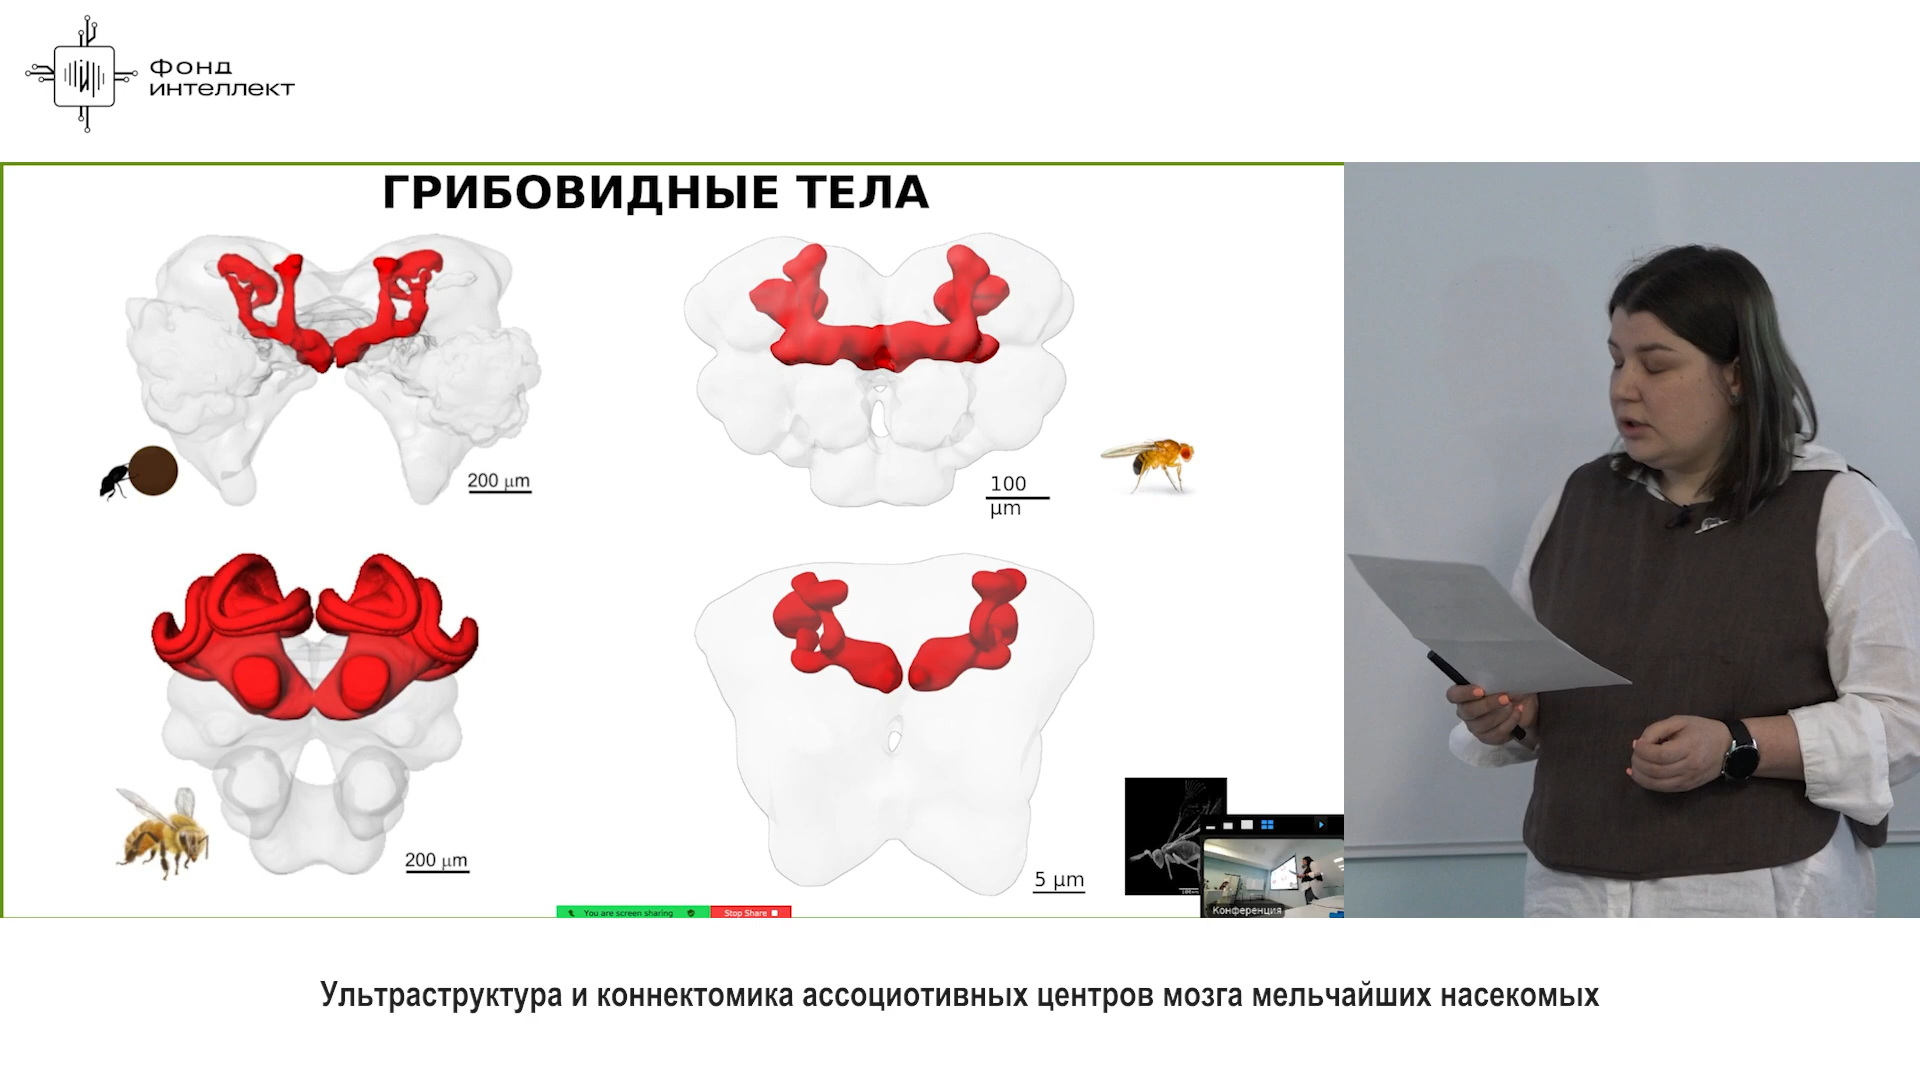 Фонд
интеллект
ГРИБОВИДНЫЕ ТЕЛА
200 µm
100
µm
200 µm
5 µm
You are screen sharing
Stop Share
Конференция
Ультраструктура и коннектомика ассоциотивных центров мозга мельчайших насекомых